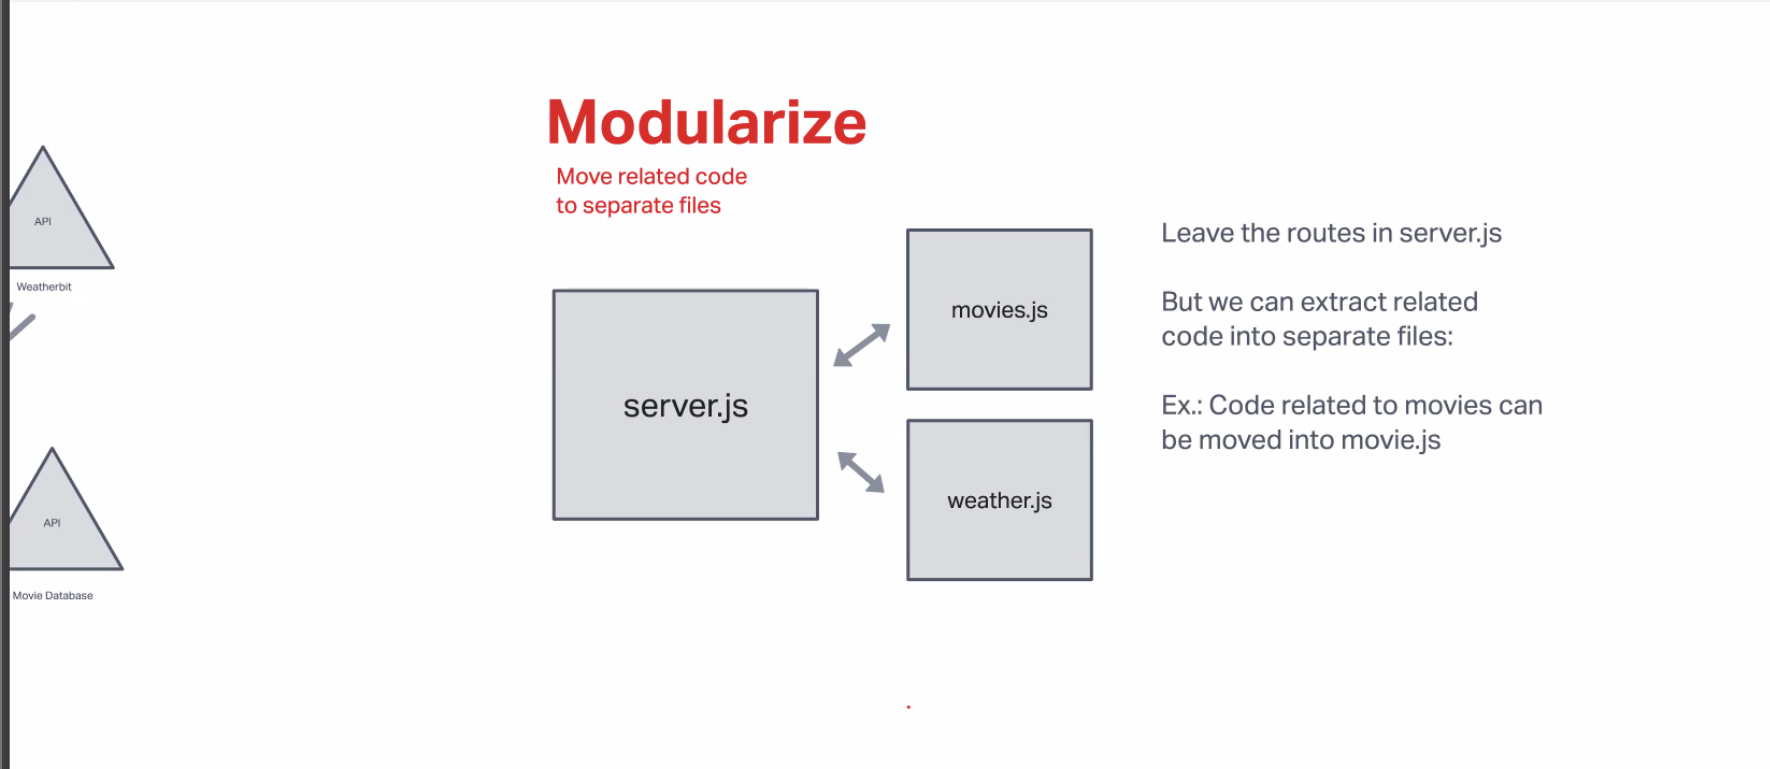 Modularize
Move related code
to separate files
API
Weatherbit
API
Movie Database
server.js
movies.js
weather.js
Leave the routes in server.js
But we can extract related
code into separate files:
Ex.: Code related to movies can
be moved into movie.js